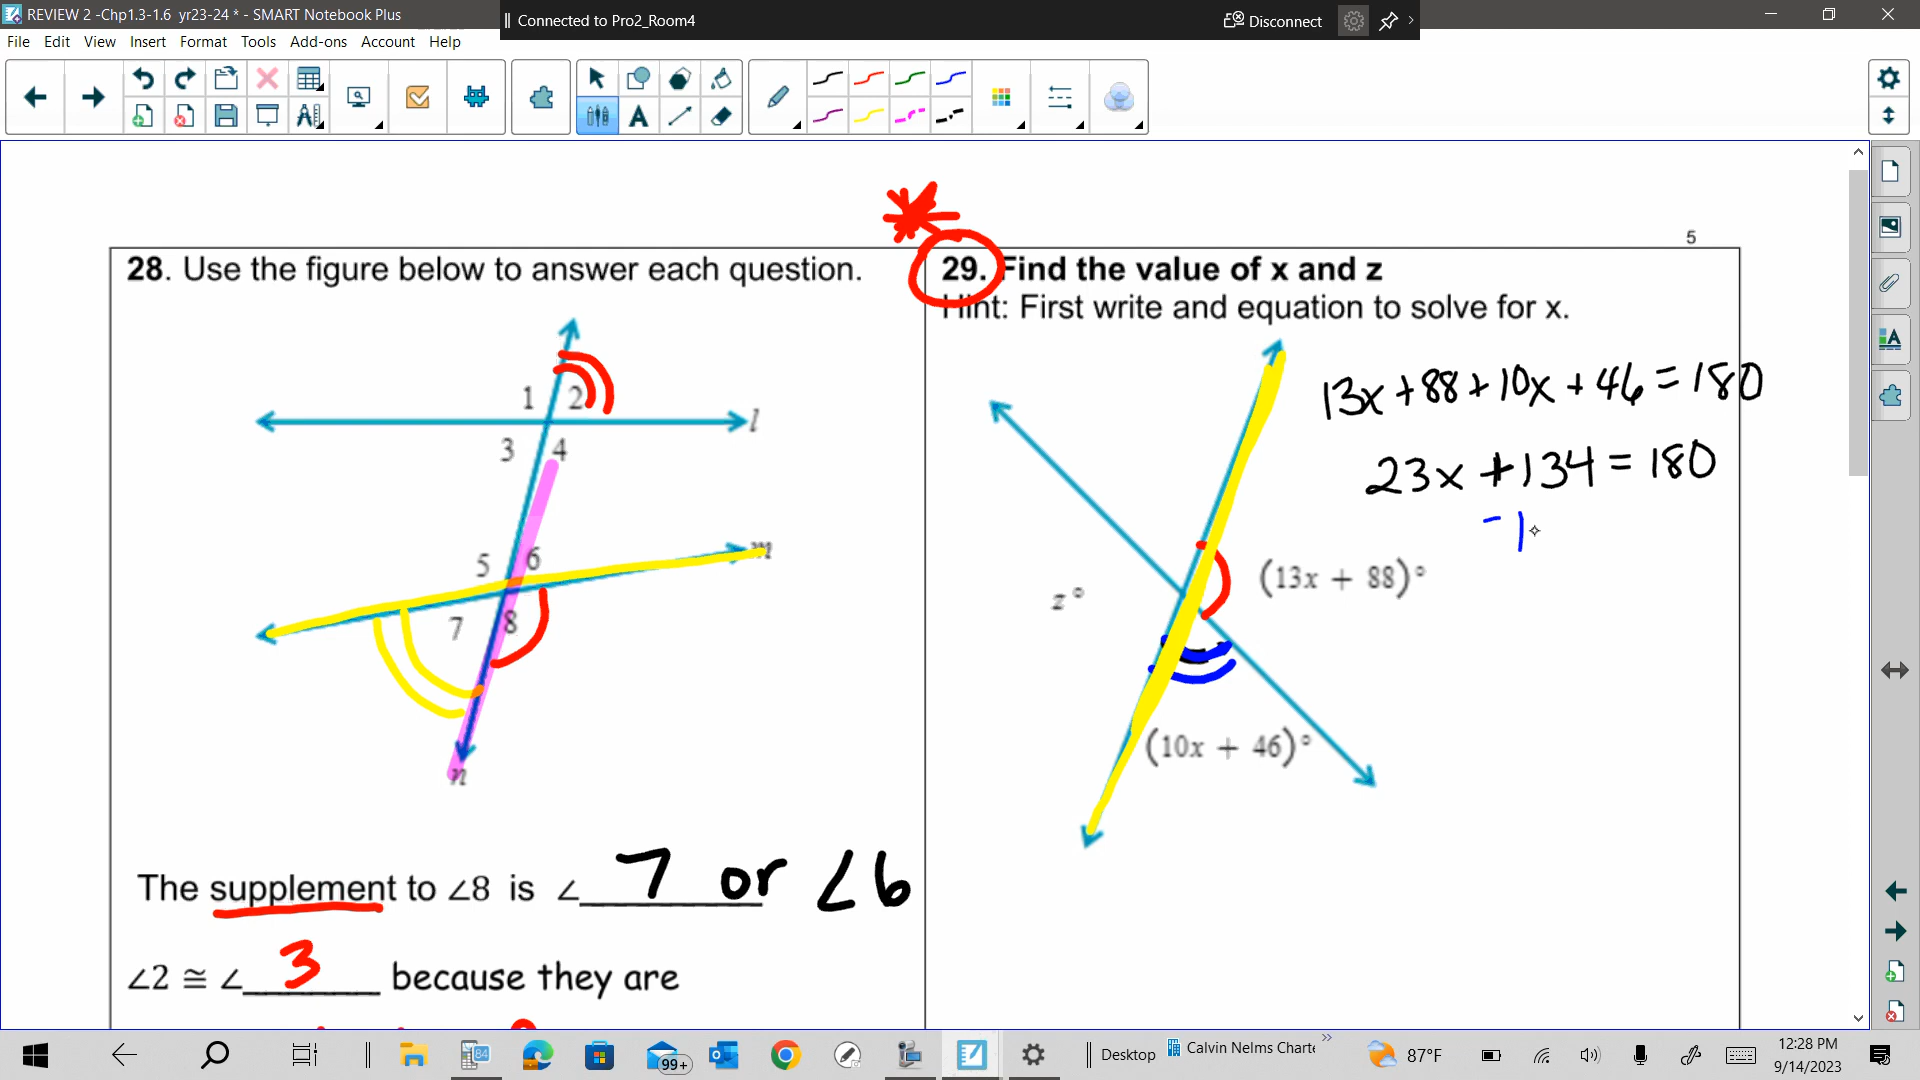 REVIEW 2 -Chp1.3-1.6 yr23-24 * - SMART Notebook Plus
Connected to Pro2_Room4
Disconnect
File Edit View Insert Format Tools Add-ons Account Help
5
28. Use the figure below to answer each question.
1 2
l
3 4
5 6
m
7 8
n
The supplement to ∠8 is ∠ 7 or ∠6
∠2 ≅ ∠ 3 because they are
29. Find the value of x and z
Hint: First write and equation to solve for x.
13x + 88 + 10x + 46 = 180
23x + 134 = 180
-1
(13x + 88)°
z°
(10x + 46)°
84
99+
Desktop
Calvin Nelms Charte
87°F
12:28 PM
9/14/2023